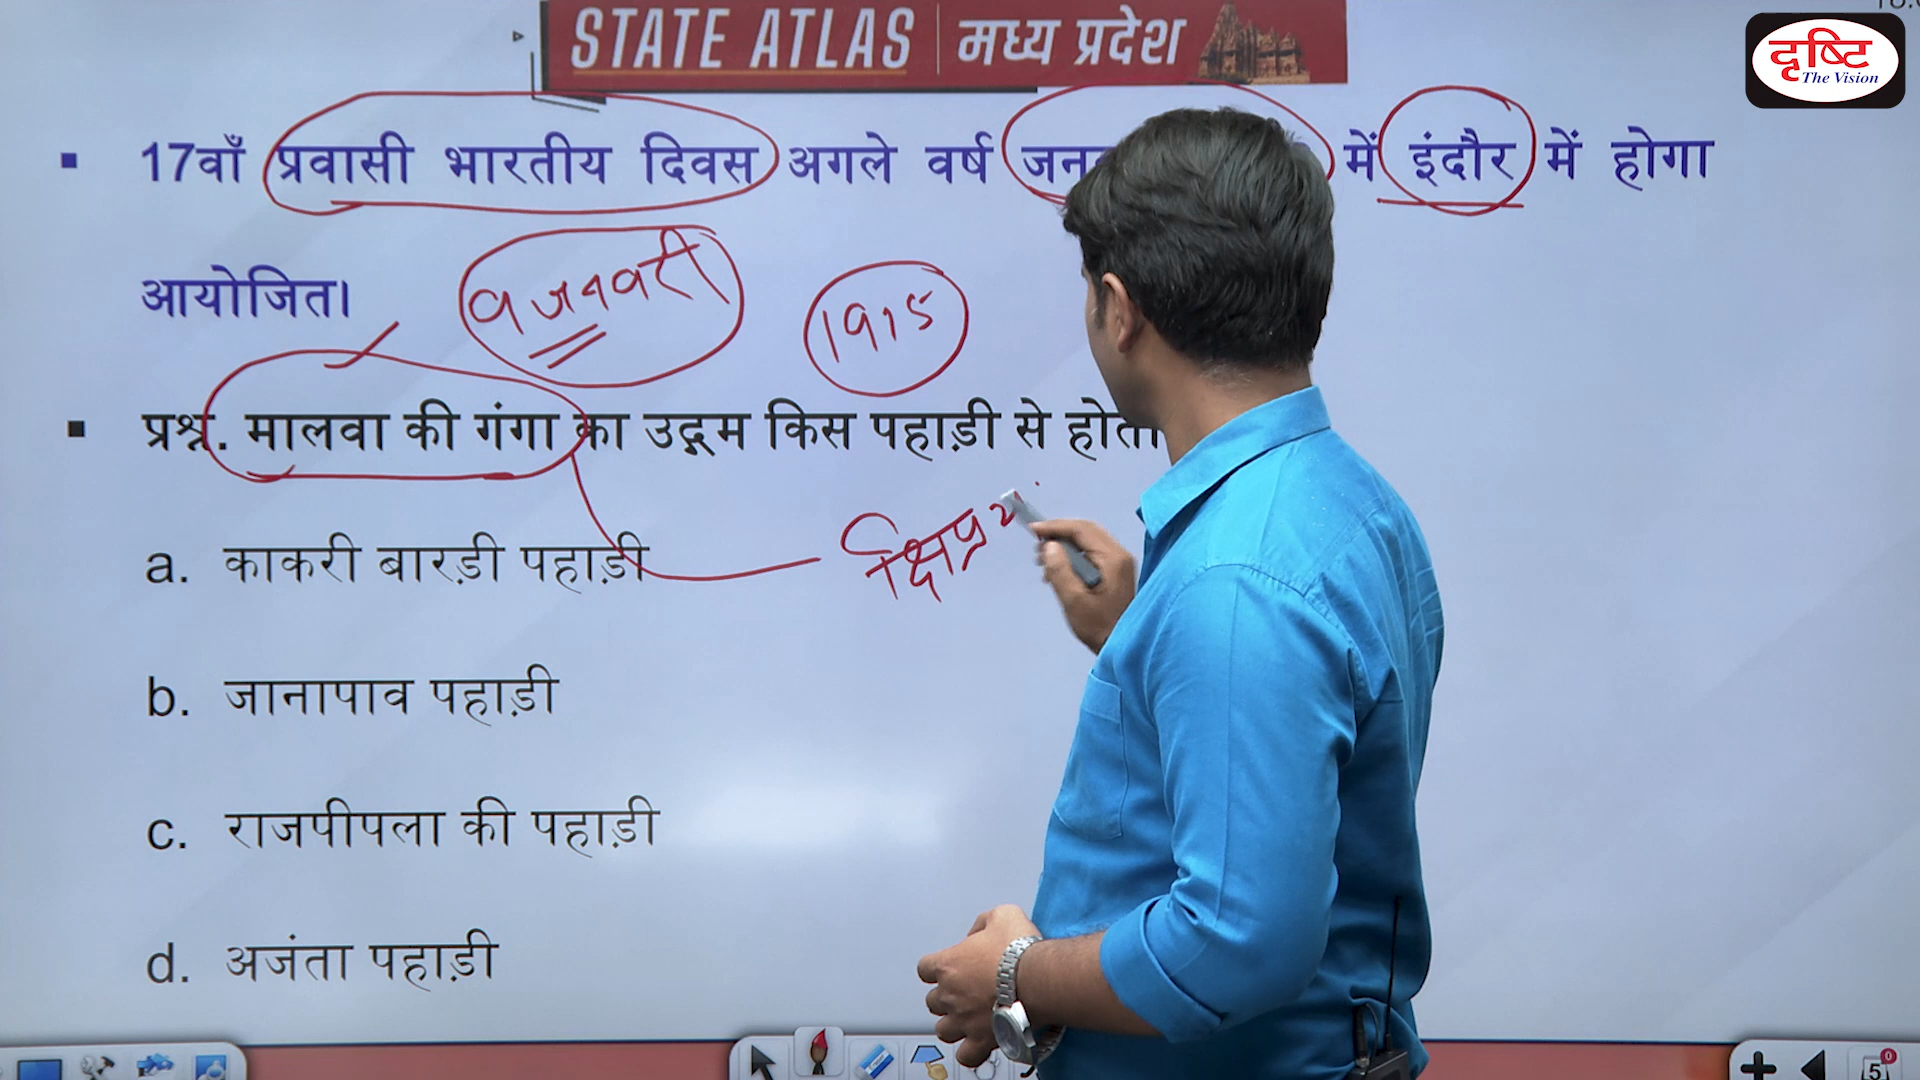 STATE ATLAS मध्य प्रदेश
दृष्टि
The Vision
17वाँ प्रवासी भारतीय दिवस अगले वर्ष में इंदौर में होगा
आयोजित।
9 जनवरी
1915
प्रश्न. मालवा की गंगा का उद्गम किस पहाड़ी से
a. काकरी बारड़ी पहाड़ी
b. जानापाव पहाड़ी
c. राजपीपला की पहाड़ी
d. अजंता पहाड़ी